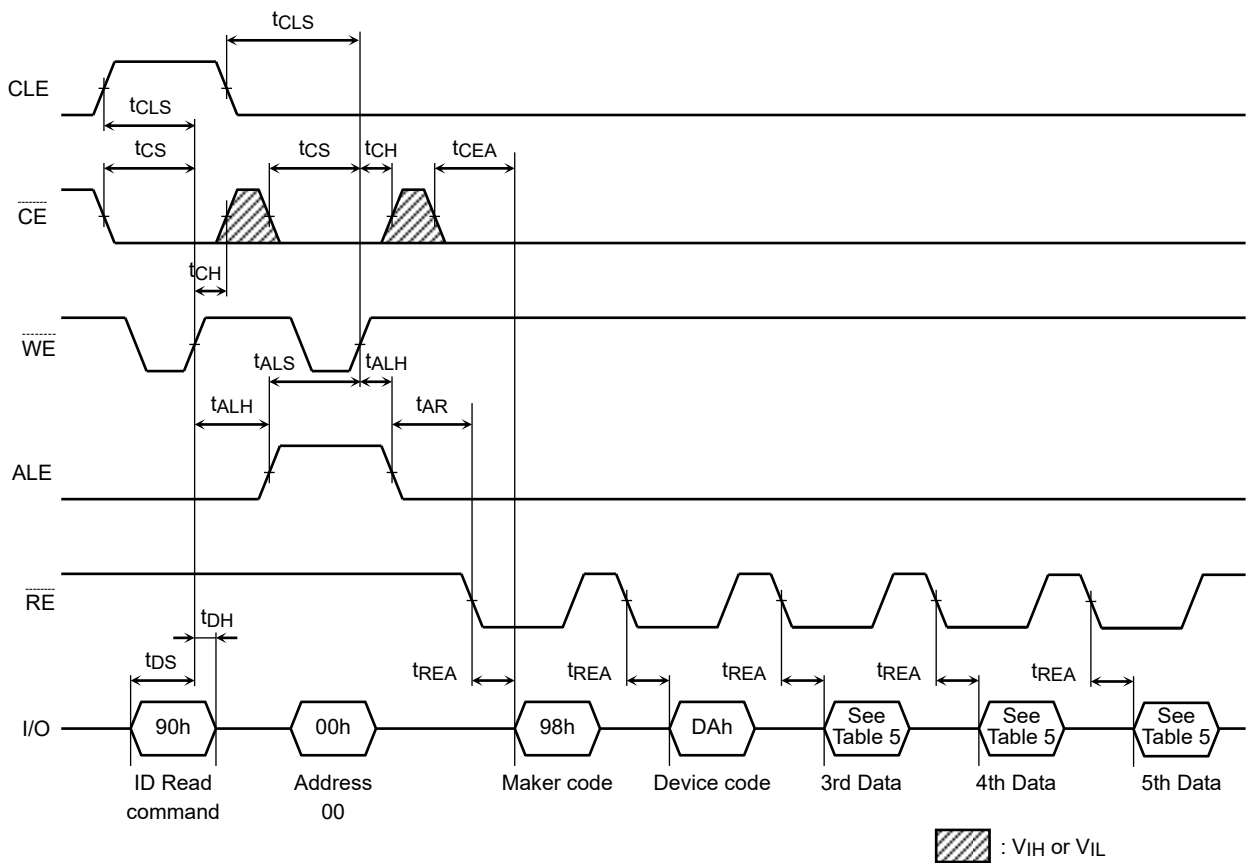 tCLS
CLE
tCLS
tCS
tCS
tCH
tCEA
CE
tCH
WE
tALS
tALH
tALH
tAR
ALE
RE
tDH
tDS
tREA
tREA
tREA
tREA
tREA
I/O
90h
00h
98h
DAh
See
Table 5
See
Table 5
See
Table 5
ID Read
command
Address
00
Maker code
Device code
3rd Data
4th Data
5th Data
: VIH or VIL